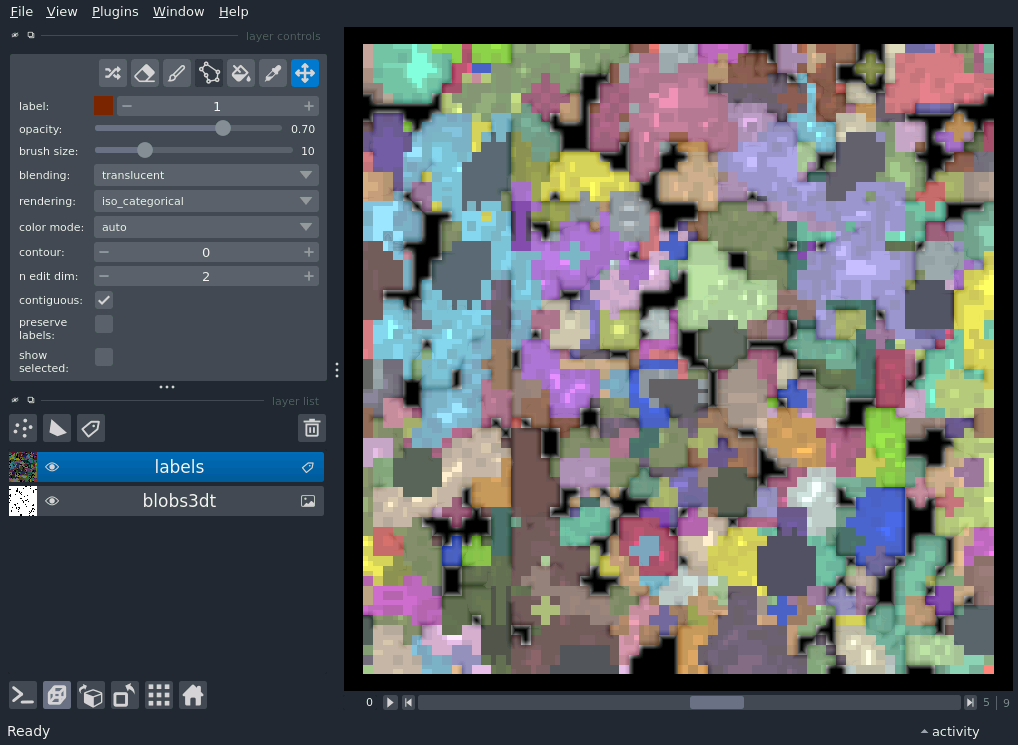 File View Plugins Window Help
layer controls
label: 1
opacity: 0.70
brush size: 10
blending: translucent
rendering: iso_categorical
color mode: auto
contour: 0
n edit dim: 2
contiguous:
preserve
labels:
show
selected:
layer list
labels
blobs3dt
0 5 9
Ready activity